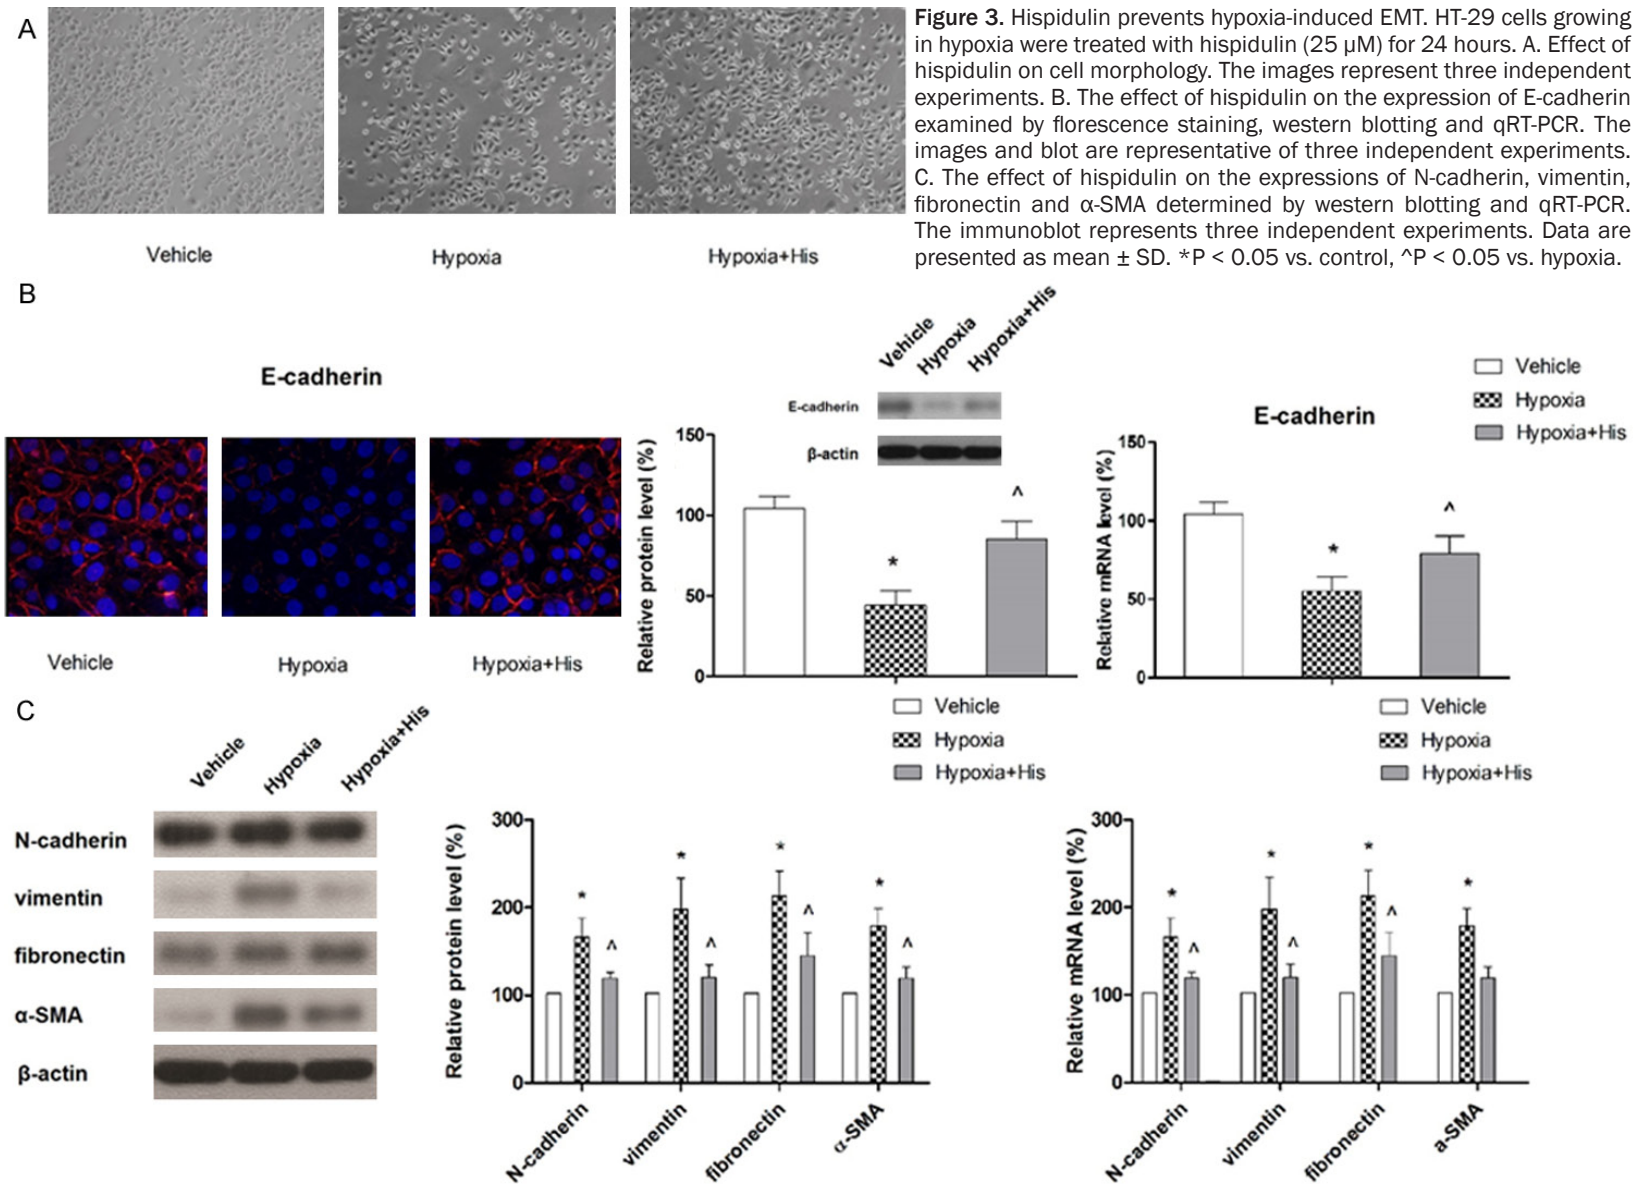 A
Vehicle
Hypoxia
Hypoxia+His
Figure 3. Hispidulin prevents hypoxia-induced EMT. HT-29 cells growing
in hypoxia were treated with hispidulin (25 µM) for 24 hours. A. Effect of
hispidulin on cell morphology. The images represent three independent
experiments. B. The effect of hispidulin on the expression of E-cadherin
examined by florescence staining, western blotting and qRT-PCR. The
images and blot are representative of three independent experiments.
C. The effect of hispidulin on the expressions of N-cadherin, vimentin,
fibronectin and α-SMA determined by western blotting and qRT-PCR.
The immunoblot represents three independent experiments. Data are
presented as mean ± SD. *P < 0.05 vs. control, ^P < 0.05 vs. hypoxia.
B
E-cadherin
Vehicle
Hypoxia
Hypoxia+His
Vehicle
Hypoxia
Hypoxia+His
E-cadherin
β-actin
Relative protein level (%)
150
100
50
0
*
^
E-cadherin
Vehicle
Hypoxia
Hypoxia+His
Relative mRNA level (%)
150
100
50
0
*
^
C
Vehicle
Hypoxia
Hypoxia+His
N-cadherin
vimentin
fibronectin
α-SMA
β-actin
Vehicle
Hypoxia
Hypoxia+His
Relative protein level (%)
300
200
100
0
* ^ * ^ * ^ * ^
N-cadherin
vimentin
fibronectin
α-SMA
Vehicle
Hypoxia
Hypoxia+His
Relative mRNA level (%)
300
200
100
0
* ^ * ^ * ^ *
N-cadherin
vimentin
fibronectin
a-SMA